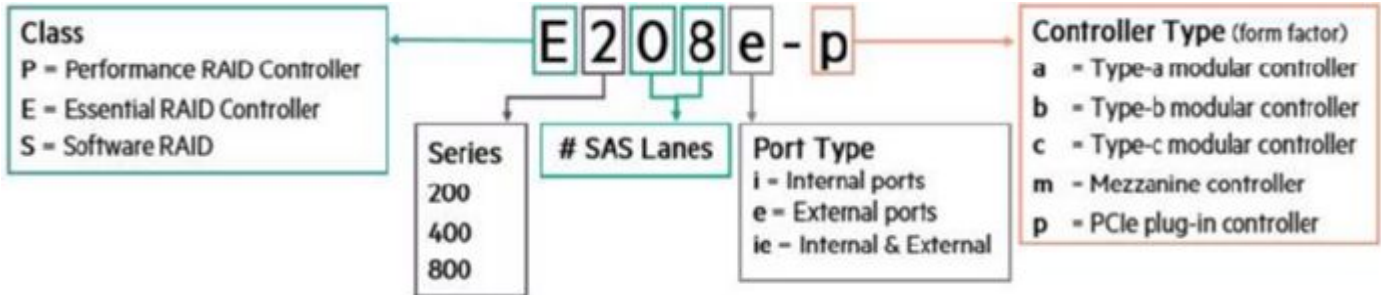 E208e-p
Class
P = Performance RAID Controller
E = Essential RAID Controller
S = Software RAID
Series
200
400
800
# SAS Lanes
Port Type
i = Internal ports
e = External ports
ie = Internal & External
Controller Type (form factor)
a = Type-a modular controller
b = Type-b modular controller
c = Type-c modular controller
m = Mezzanine controller
p = PCIe plug-in controller